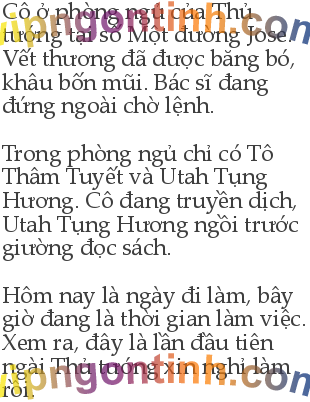 Cô ở phòng ngủ của Thủ
tướng tại số Một đường Jose.
Vết thương đã được băng bó,
khâu bốn mũi. Bác sĩ đang
đứng ngoài chờ lệnh.
Trong phòng ngủ chỉ có Tô
Thâm Tuyết và Utah Tụng
Hương. Cô đang truyền dịch,
Utah Tụng Hương ngồi trước
giường đọc sách.
Hôm nay là ngày đi làm, bây
giờ đang là thời gian làm việc.
Xem ra, đây là lần đầu tiên
ngài Thủ tướng xin nghỉ làm
rồi.
vipngontinh.com
vipngontinh.com